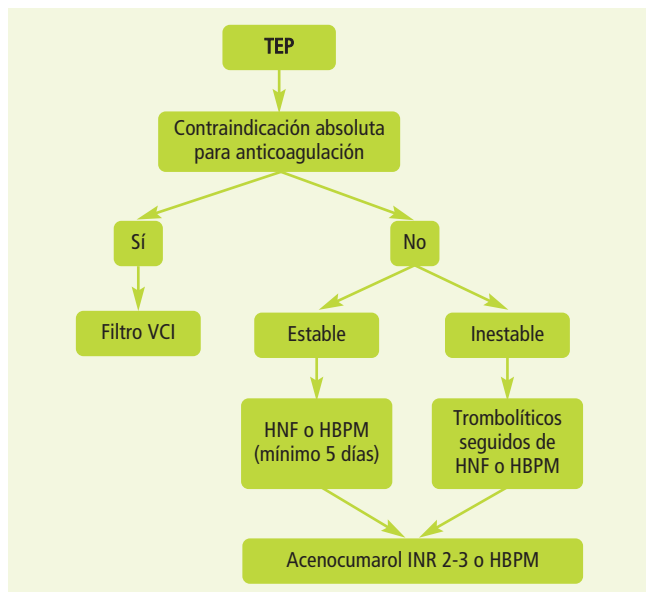 TEP
Contraindicación absoluta
para anticoagulación
Sí
No
Filtro VCI
Estable
Inestable
HNF o HBPM
(mínimo 5 días)
Trombolíticos
seguidos de
HNF o HBPM
Acenocumarol INR 2-3 o HBPM